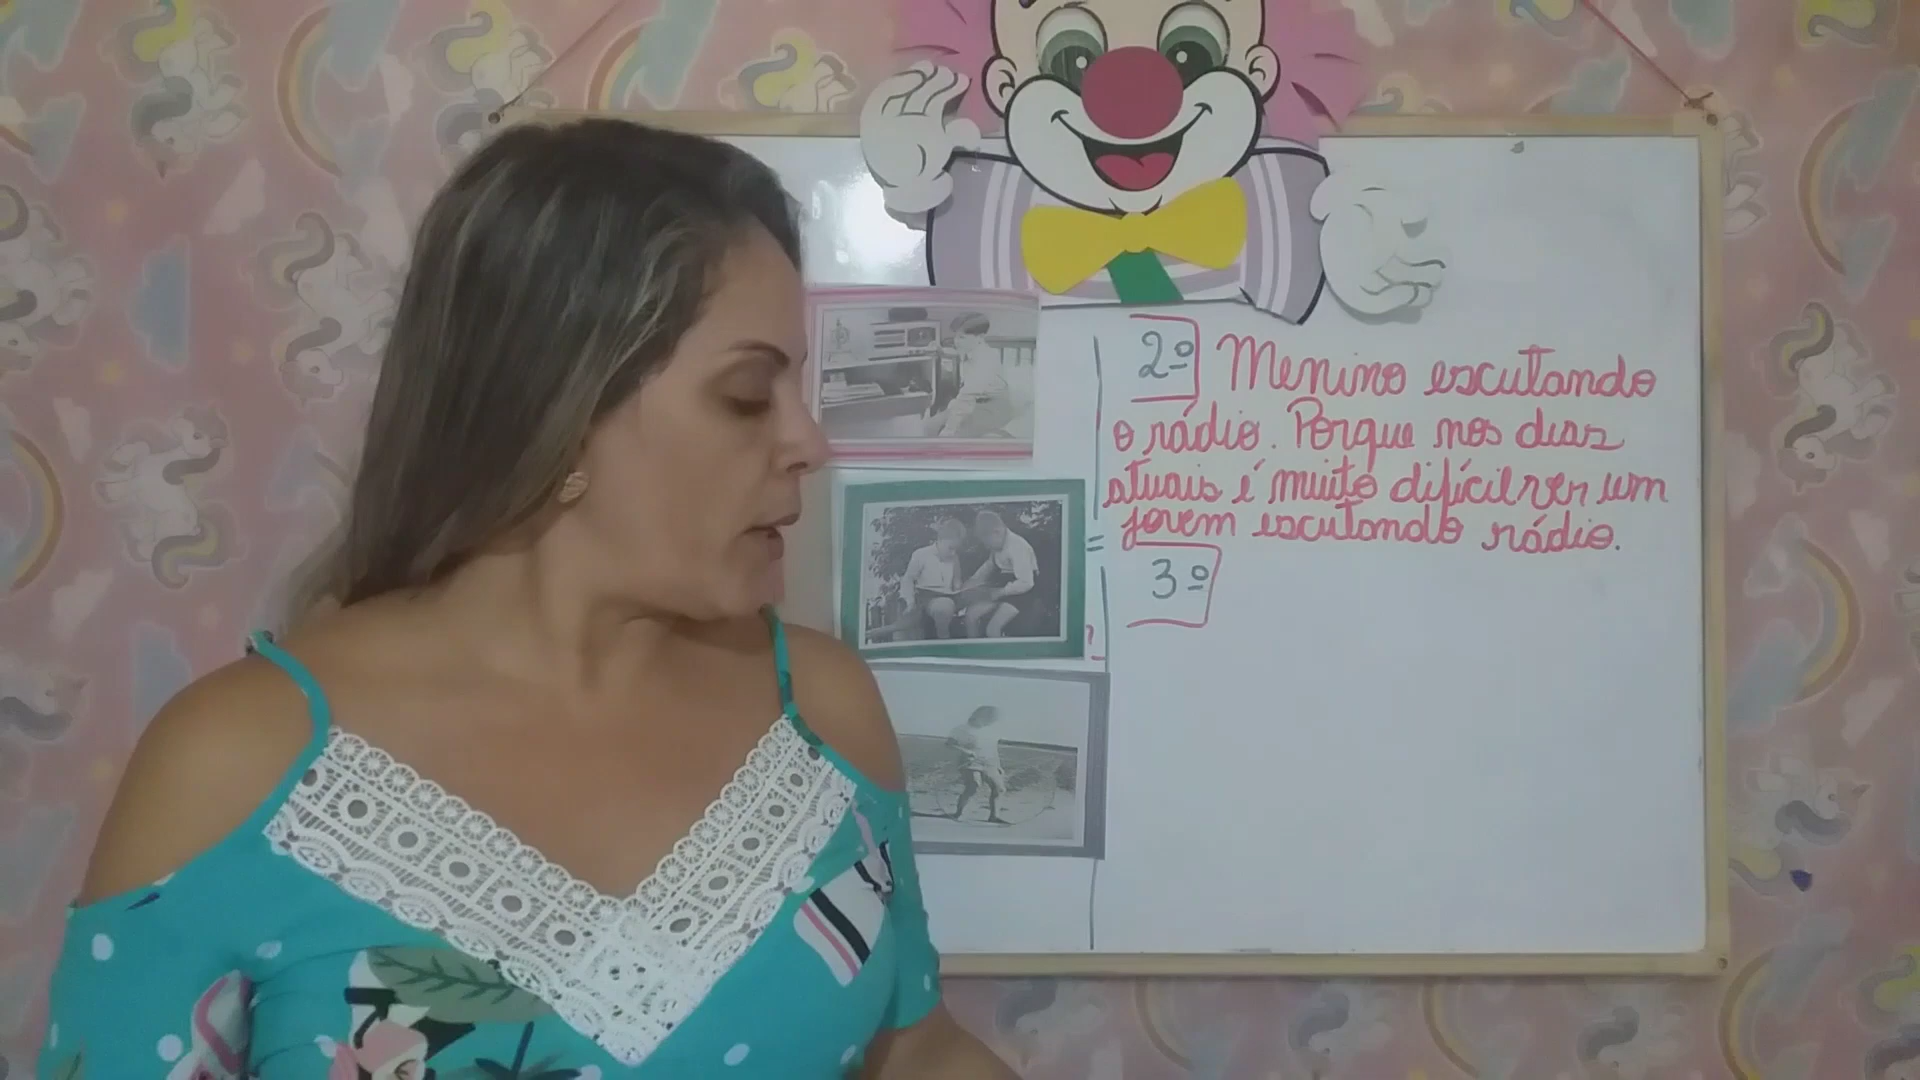 2º Menino escutando
o rádio. Porque nos dias
atuais é muito difícil ver um
jovem escutando rádio.
3º